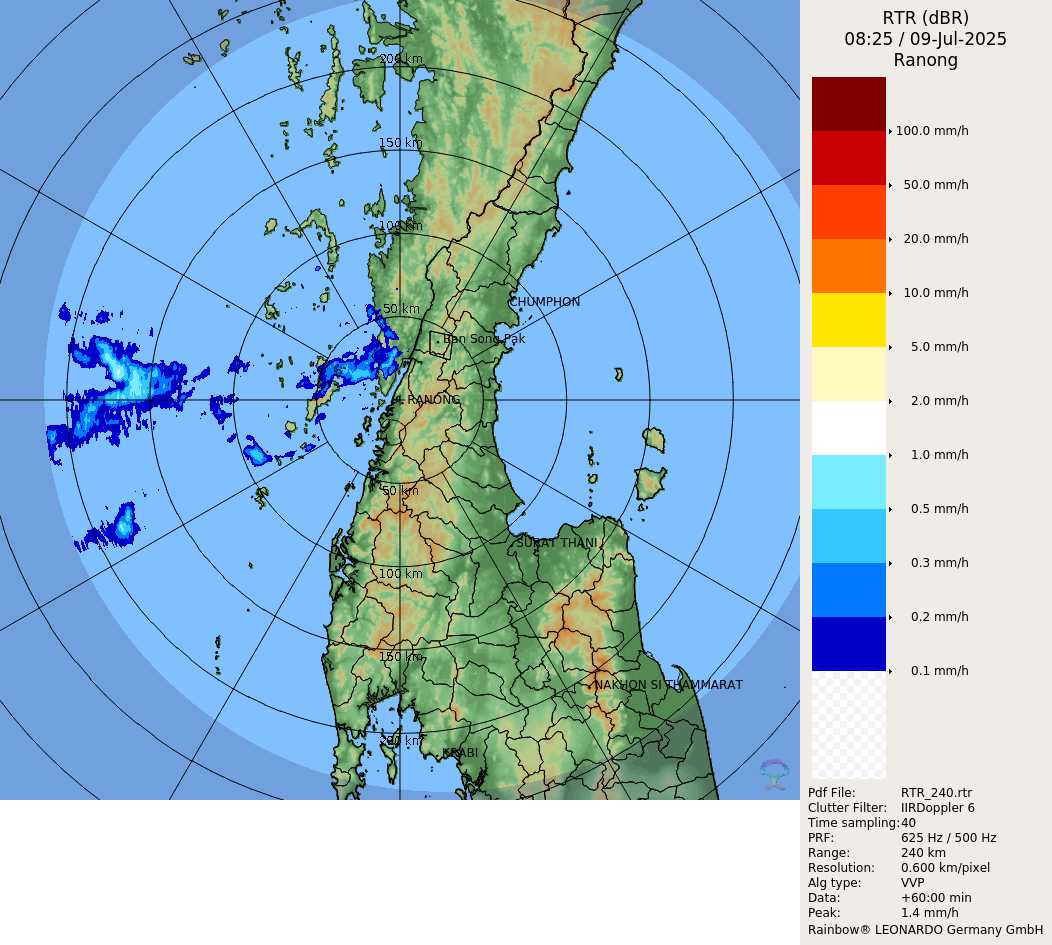 RTR (dBR)
08:25 / 09-Jul-2025
Ranong
200 km
150 km
100 km
50 km
CHUMPHON
Ban Song Pak
RANONG
50 km
SURAT THANI
100 km
150 km
NAKHON SI THAMMARAT
200 km
KRABI
100.0 mm/h
50.0 mm/h
20.0 mm/h
10.0 mm/h
5.0 mm/h
2.0 mm/h
1.0 mm/h
0.5 mm/h
0.3 mm/h
0.2 mm/h
0.1 mm/h
Pdf File: RTR_240.rtr
Clutter Filter: IIRDoppler 6
Time sampling:40
PRF: 625 Hz / 500 Hz
Range: 240 km
Resolution: 0.600 km/pixel
Alg type: VVP
Data: +60:00 min
Peak: 1.4 mm/h
Rainbow® LEONARDO Germany GmbH